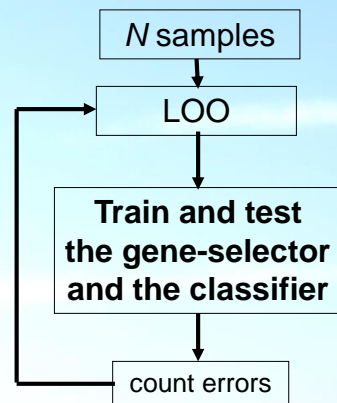 N samples
LOO
Train and test
the gene-selector
and the classifier
count errors